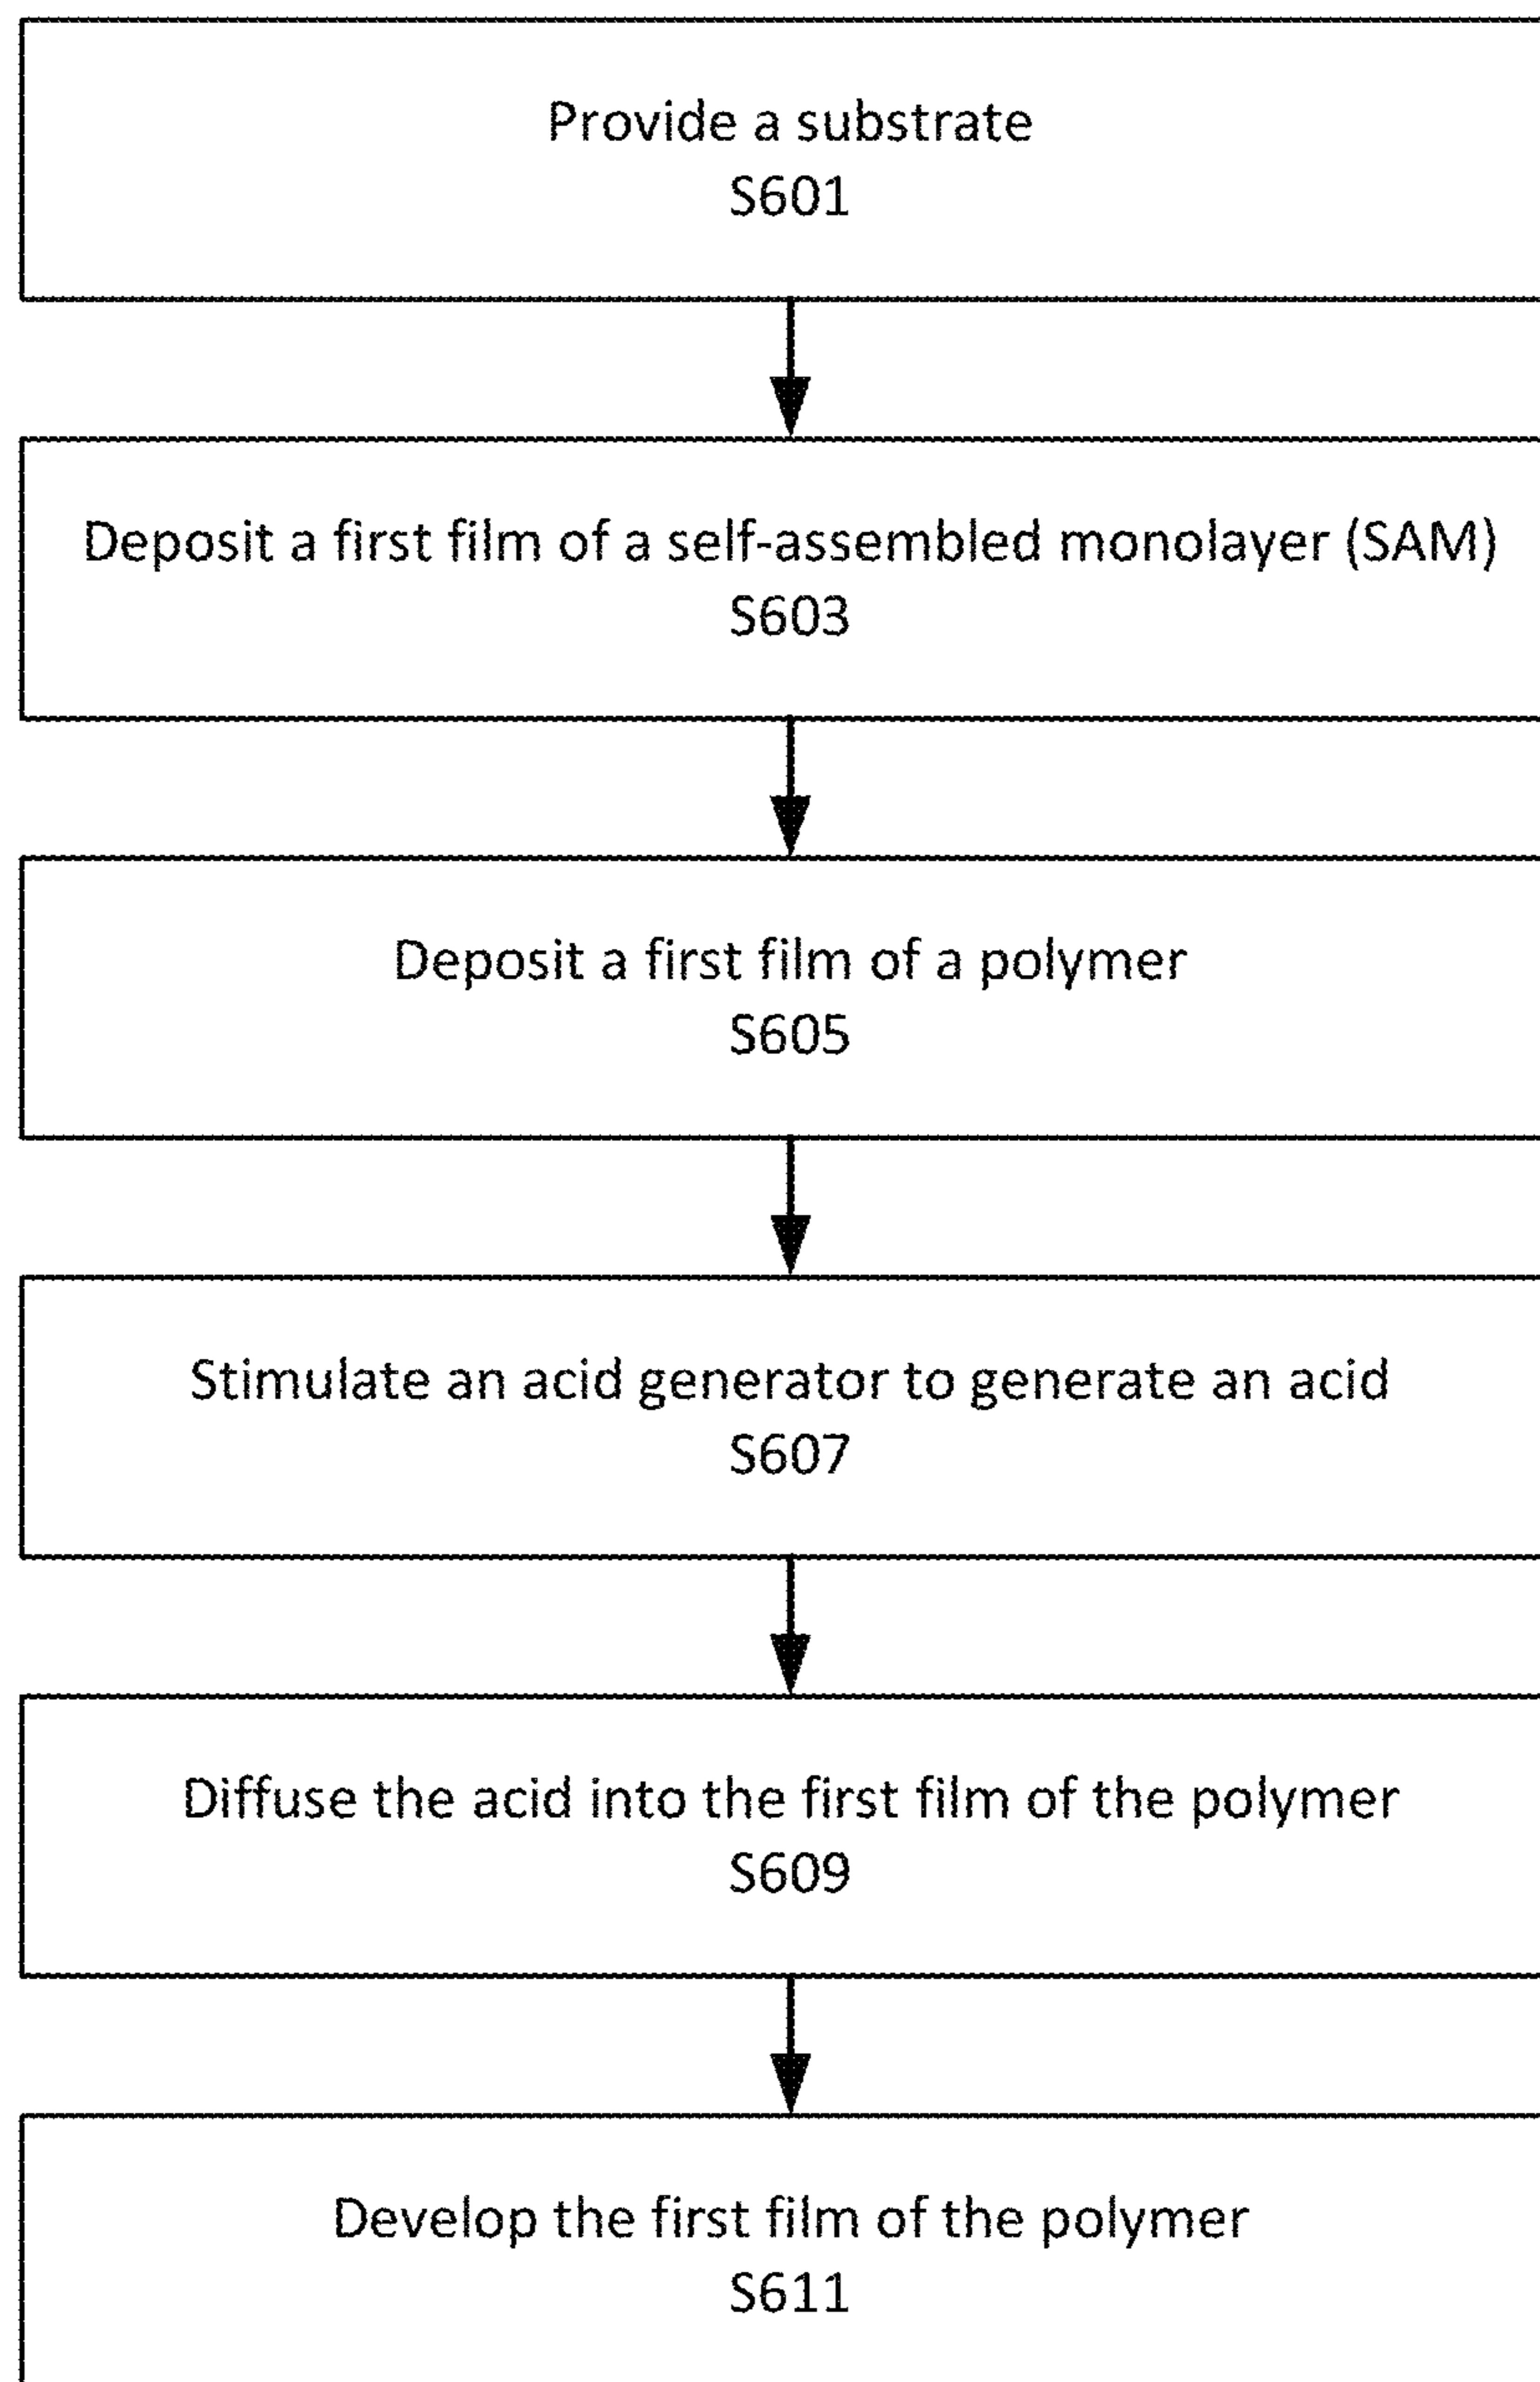 Provide a substrate
S601
Deposit a first film of a self-assembled monolayer (SAM)
S603
Deposit a first film of a polymer
S605
Stimulate an acid generator to generate an acid
S607
Diffuse the acid into the first film of the polymer
S609
Develop the first film of the polymer
S611